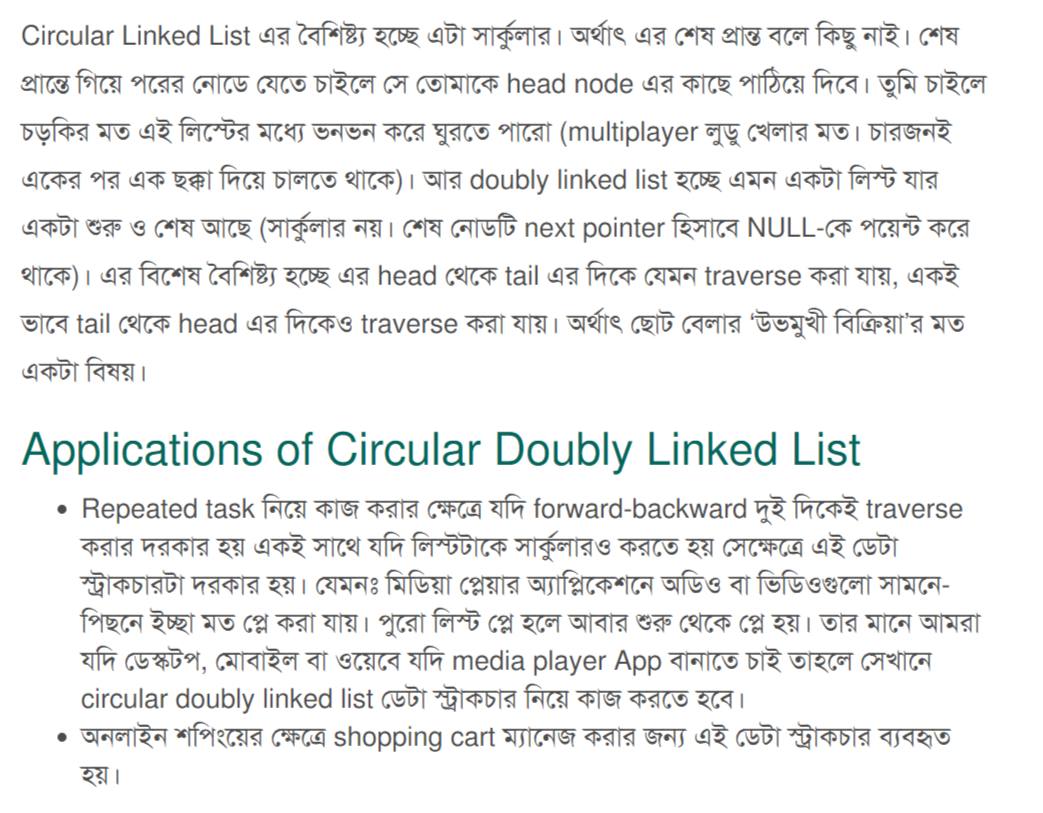 Circular Linked List এর বৈশিষ্ট্য হচ্ছে এটা সার্কুলার। অর্থাৎ এর শেষ প্রান্ত বলে কিছু নাই। শেষ
প্রান্তে গিয়ে পরের নোডে যেতে চাইলে সে তোমাকে head node এর কাছে পাঠিয়ে দিবে। তুমি চাইলে
চড়কির মত এই লিস্টের মধ্যে ভনভন করে ঘুরতে পারো (multiplayer লুডু খেলার মত। চারজনই
একের পর এক ছক্কা দিয়ে চালতে থাকে)। আর doubly linked list হচ্ছে এমন একটা লিস্ট যার
একটা শুরু ও শেষ আছে (সার্কুলার নয়। শেষ নোডটি next pointer হিসাবে NULL-কে পয়েন্ট করে
থাকে)। এর বিশেষ বৈশিষ্ট্য হচ্ছে এর head থেকে tail এর দিকে যেমন traverse করা যায়, একই
ভাবে tail থেকে head এর দিকেও traverse করা যায়। অর্থাৎ ছোট বেলার ‘উভমুখী বিক্রিয়া’র মত
একটা বিষয়।
Applications of Circular Doubly Linked List
• Repeated task নিয়ে কাজ করার ক্ষেত্রে যদি forward-backward দুই দিকেই traverse
করার দরকার হয় একই সাথে যদি লিস্টটাকে সার্কুলারও করতে হয় সেক্ষেত্রে এই ডেটা
স্ট্রাকচারটা দরকার হয়। যেমনঃ মিডিয়া প্লেয়ার অ্যাপ্লিকেশনে অডিও বা ভিডিওগুলো সামনে-
পিছনে ইচ্ছা মত প্লে করা যায়। পুরো লিস্ট প্লে হলে আবার শুরু থেকে প্লে হয়। তার মানে আমরা
যদি ডেস্কটপ, মোবাইল বা ওয়েবে যদি media player App বানাতে চাই তাহলে সেখানে
circular doubly linked list ডেটা স্ট্রাকচার নিয়ে কাজ করতে হবে।
• অনলাইন শপিংয়ের ক্ষেত্রে shopping cart ম্যানেজ করার জন্য এই ডেটা স্ট্রাকচার ব্যবহৃত
হয়।